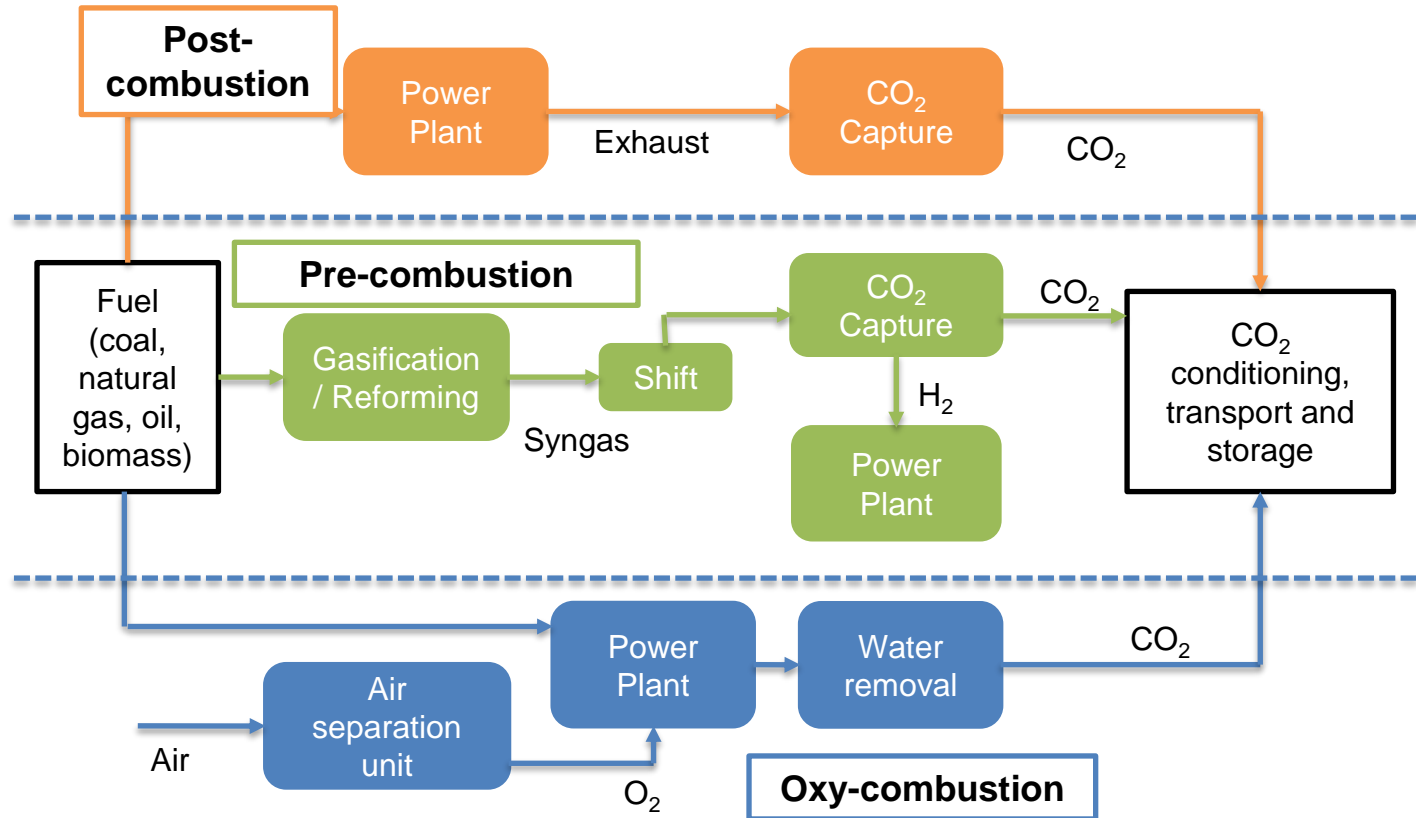 Post-
combustion
Power
Plant
Exhaust
CO₂
Capture
CO₂
Pre-combustion
Fuel
(coal,
natural
gas, oil,
biomass)
Gasification
/ Reforming
Syngas
Shift
CO₂
Capture
CO₂
H₂
Power
Plant
CO₂
conditioning,
transport and
storage
Power
Plant
Water
removal
CO₂
Air
Air
separation
unit
O₂
Oxy-combustion